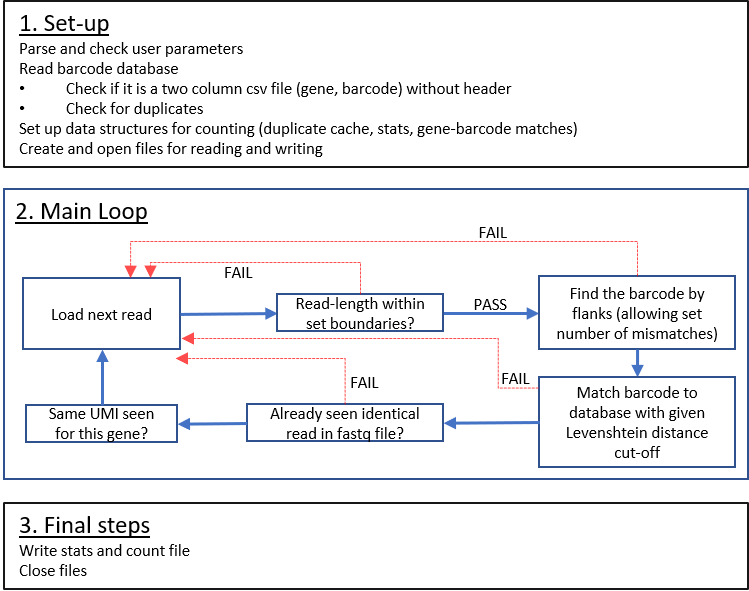 1. Set-up
Parse and check user parameters
Read barcode database
• Check if it is a two column csv file (gene, barcode) without header
• Check for duplicates
Set up data structures for counting (duplicate cache, stats, gene-barcode matches)
Create and open files for reading and writing
2. Main Loop
FAIL
FAIL
Load next read
Read-length within
set boundaries?
PASS
Find the barcode by
flanks (allowing set
number of mismatches)
FAIL
FAIL
Same UMI seen
for this gene?
Already seen identical
read in fastq file?
Match barcode to
database with given
Levenshtein distance
cut-off
3. Final steps
Write stats and count file
Close files